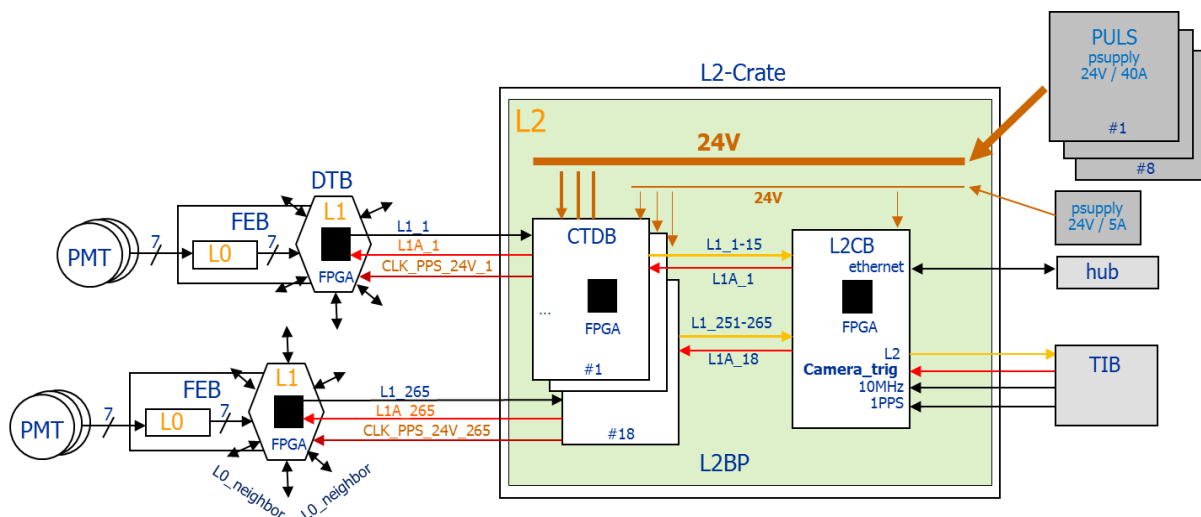 PULS
psupply
24V / 40A
#1
#8
L2-Crate
L2
24V
24V
psupply
24V / 5A
DTB
L1
FEB
L0
7
7
PMT
FPGA
L1_1
L1A_1
CLK_PPS_24V_1
CTDB
...
FPGA
#1
#18
L1_1-15
L1A_1
L1_251-265
L1A_18
L2CB
ethernet
FPGA
L2
Camera_trig
10MHz
1PPS
hub
TIB
L2BP
L1
FEB
L0
7
7
PMT
FPGA
L1_265
L1A_265
CLK_PPS_24V_265
L0_neighbor
L0_neighbor